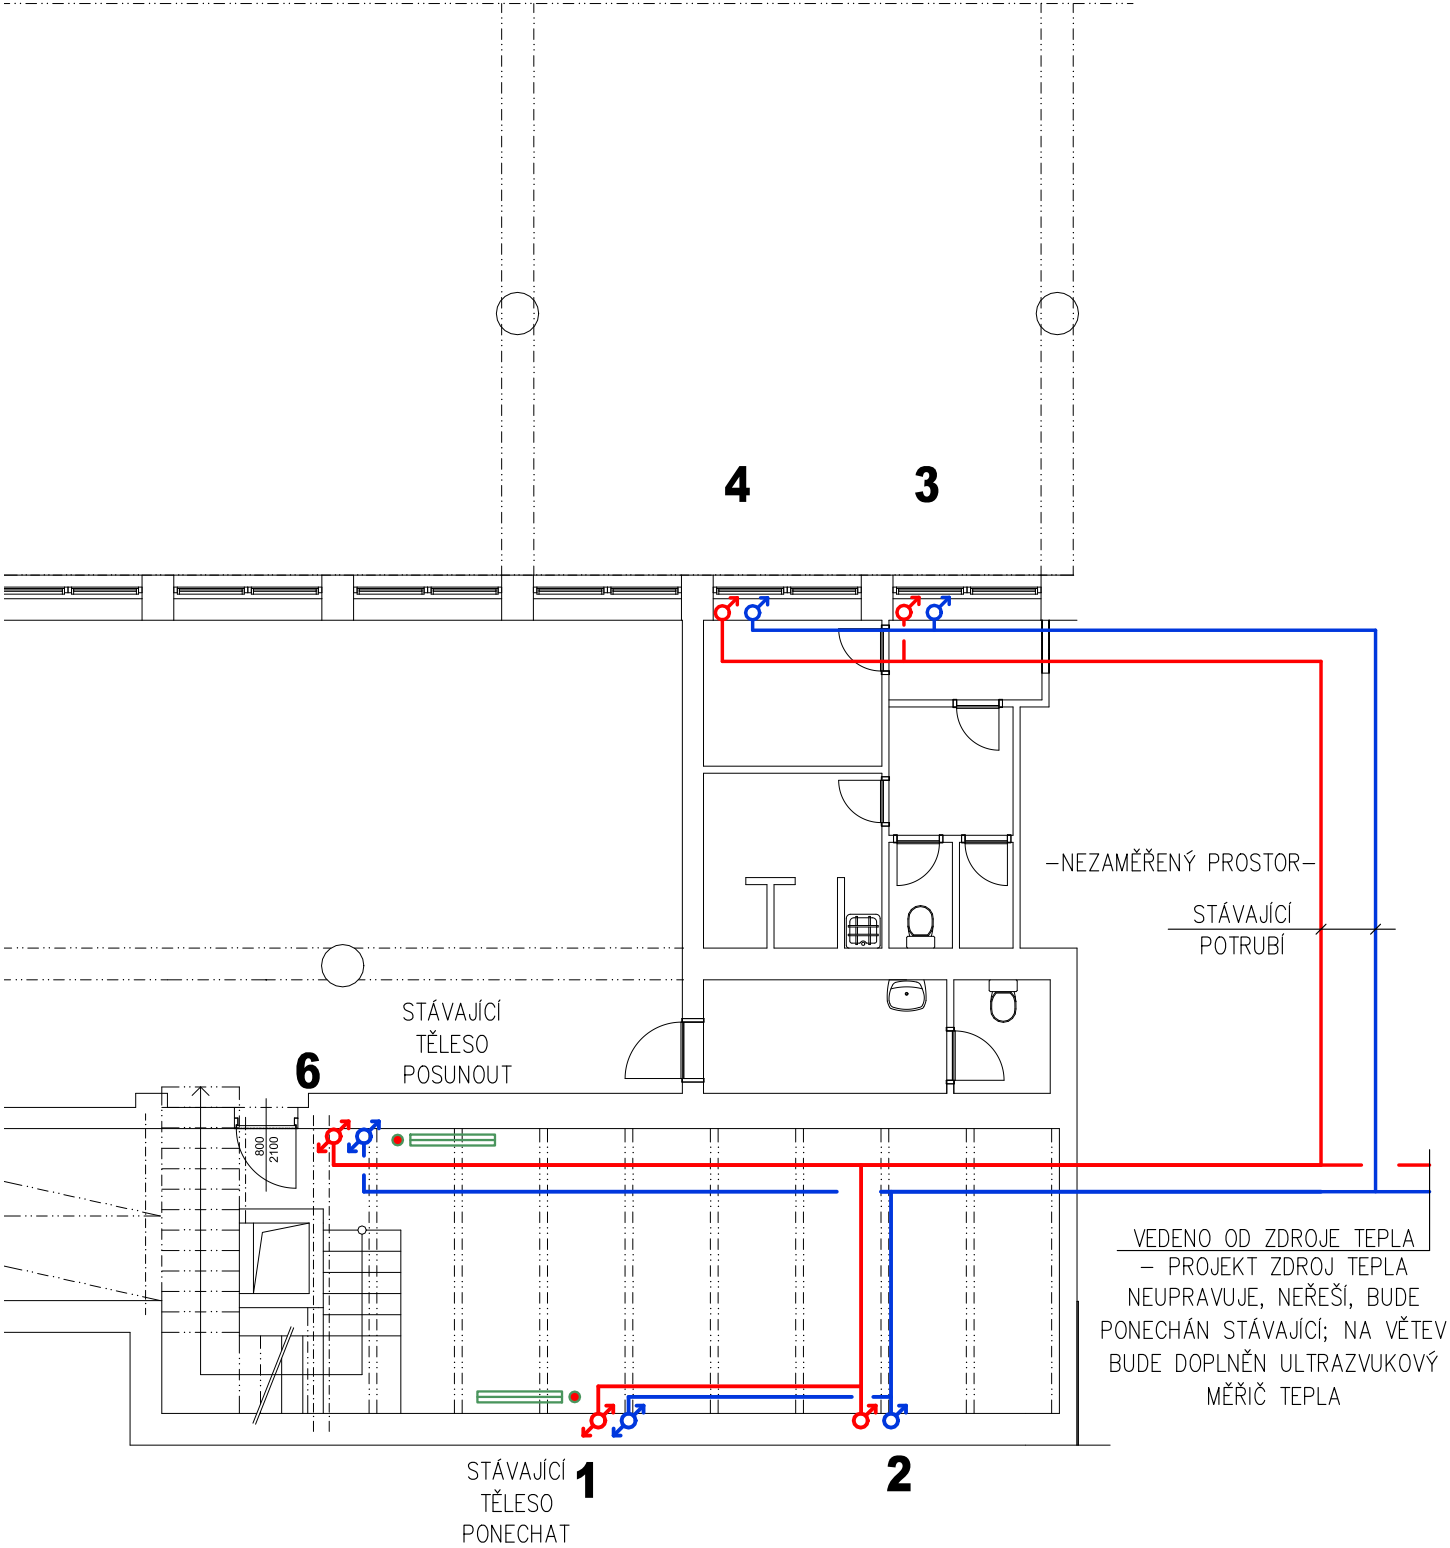 4
3
-NEZAMĚŘENÝ PROSTOR-
STÁVAJÍCÍ
POTRUBÍ
STÁVAJÍCÍ
TĚLESO
POSUNOUT
6
800
2100
VEDENO OD ZDROJE TEPLA
- PROJEKT ZDROJ TEPLA
NEUPRAVUJE, NEŘEŠÍ, BUDE
PONECHÁN STÁVAJÍCÍ; NA VĚTEV
BUDE DOPLNĚN ULTRAZVUKOVÝ
MĚŘIČ TEPLA
STÁVAJÍCÍ
TĚLESO
PONECHAT
1
2